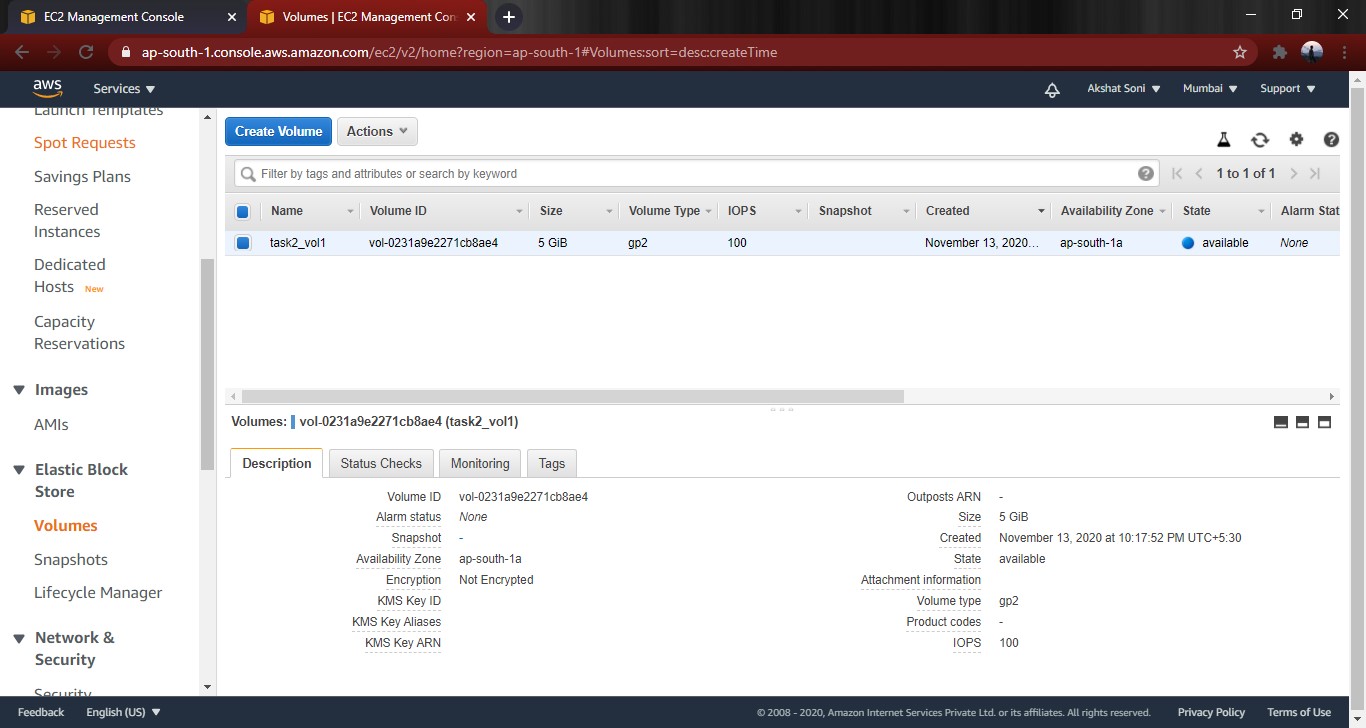 EC2 Management Console
Volumes | EC2 Management Con
ap-south-1.console.aws.amazon.com/ec2/v2/home?region=ap-south-1#Volumes:sort=desc:createTime
aws
Services
Akshat Soni
Mumbai
Support
Launch Templates
Spot Requests
Savings Plans
Reserved
Instances
Dedicated
Hosts New
Capacity
Reservations
Images
AMIs
Elastic Block
Store
Volumes
Snapshots
Lifecycle Manager
Network &
Security
Security
Create Volume
Actions
Filter by tags and attributes or search by keyword
1 to 1 of 1
Name Volume ID Size Volume Type IOPS Snapshot Created Availability Zone State Alarm Stat
task2_vol1 vol-0231a9e2271cb8ae4 5 GiB gp2 100 November 13, 2020... ap-south-1a available None
Volumes: vol-0231a9e2271cb8ae4 (task2_vol1)
Description Status Checks Monitoring Tags
Volume ID vol-0231a9e2271cb8ae4
Alarm status None
Snapshot -
Availability Zone ap-south-1a
Encryption Not Encrypted
KMS Key ID
KMS Key Aliases
KMS Key ARN
Outposts ARN -
Size 5 GiB
Created November 13, 2020 at 10:17:52 PM UTC+5:30
State available
Attachment information
Volume type gp2
Product codes -
IOPS 100
Feedback
English (US)
© 2008 - 2020, Amazon Internet Services Private Ltd. or its affiliates. All rights reserved.
Privacy Policy
Terms of Use